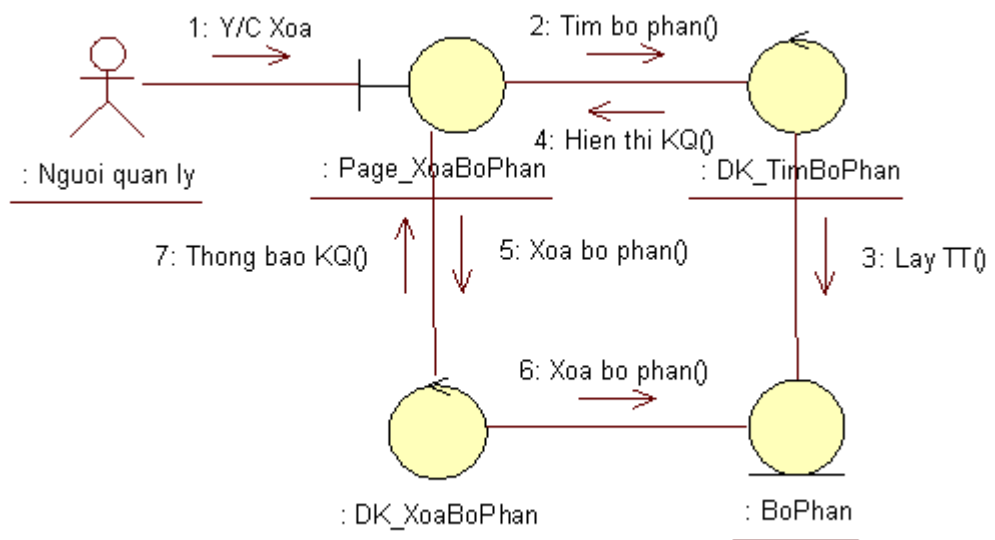 1: Y/C Xoa
2: Tim bo phan()
4: Hien thi KQ()
: Nguoi quan ly
: Page_XoaBoPhan
: DK_TimBoPhan
7: Thong bao KQ()
5: Xoa bo phan()
3: Lay TT()
6: Xoa bo phan()
: DK_XoaBoPhan
: BoPhan